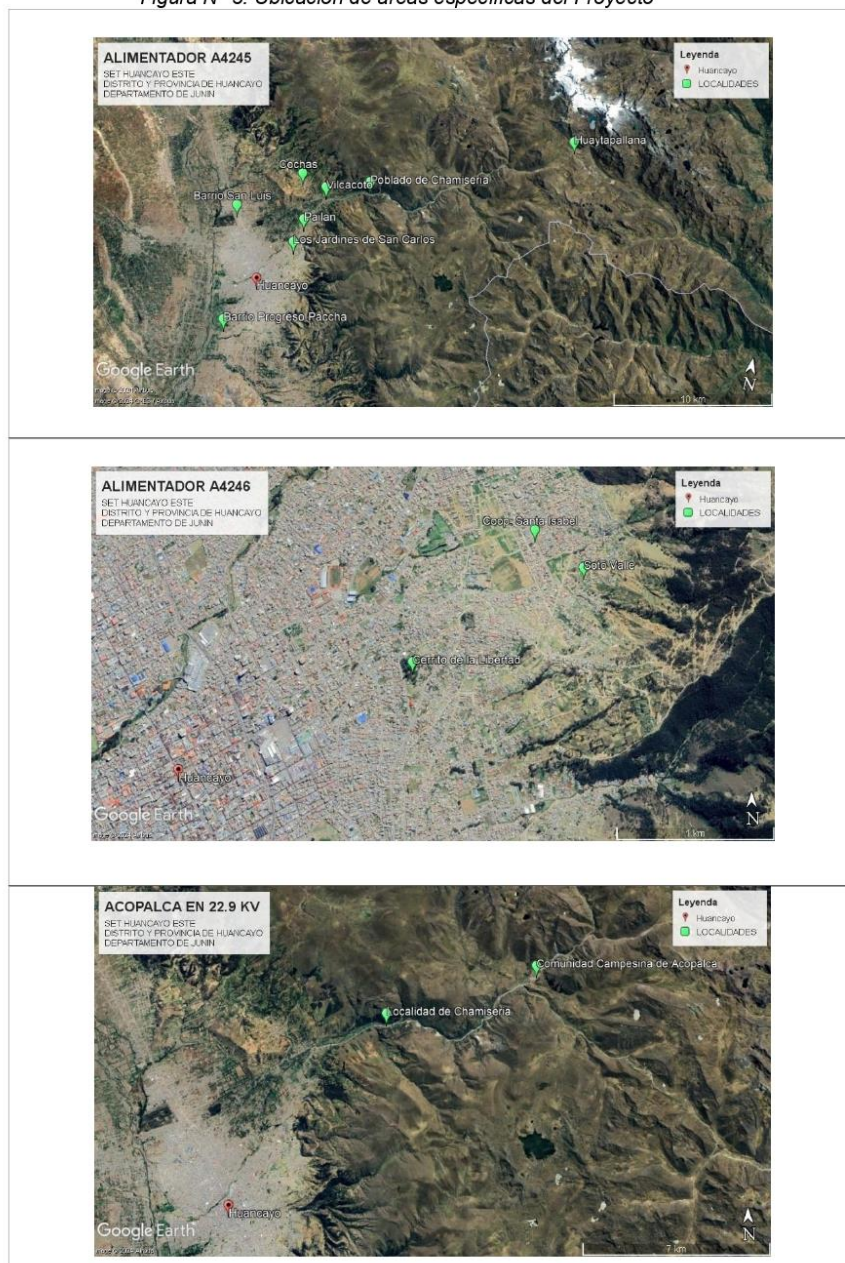 Figura N° 3. Ubicación de áreas específicas del Proyecto
ALIMENTADOR A4245
SET HUANCAYO ESTE
DISTRITO Y PROVINCIA DE HUANCAYO
DEPARTAMENTO DE JUNIN
Leyenda
Huancayo
LOCALIDADES
Huaytapallana
Cochas
Vilcacoto
Poblado de Chamiseria
Barrio San Luis
Pailan
Los Jardines de San Carlos
Huancayo
Barrio Progreso Paccha
Google Earth
N
10 km
ALIMENTADOR A4246
SET HUANCAYO ESTE
DISTRITO Y PROVINCIA DE HUANCAYO
DEPARTAMENTO DE JUNIN
Leyenda
Huancayo
LOCALIDADES
Coop. Santa Isabel
Soto Valle
Cerrito de la Libertad
Huancayo
Google Earth
N
1 km
ACOPALCA EN 22.9 KV
SET HUANCAYO ESTE
DISTRITO Y PROVINCIA DE HUANCAYO
DEPARTAMENTO DE JUNIN
Leyenda
Huancayo
LOCALIDADES
Comunidad Campesina de Acopalca
Localidad de Chamiseria
Huancayo
Google Earth
N
7 km